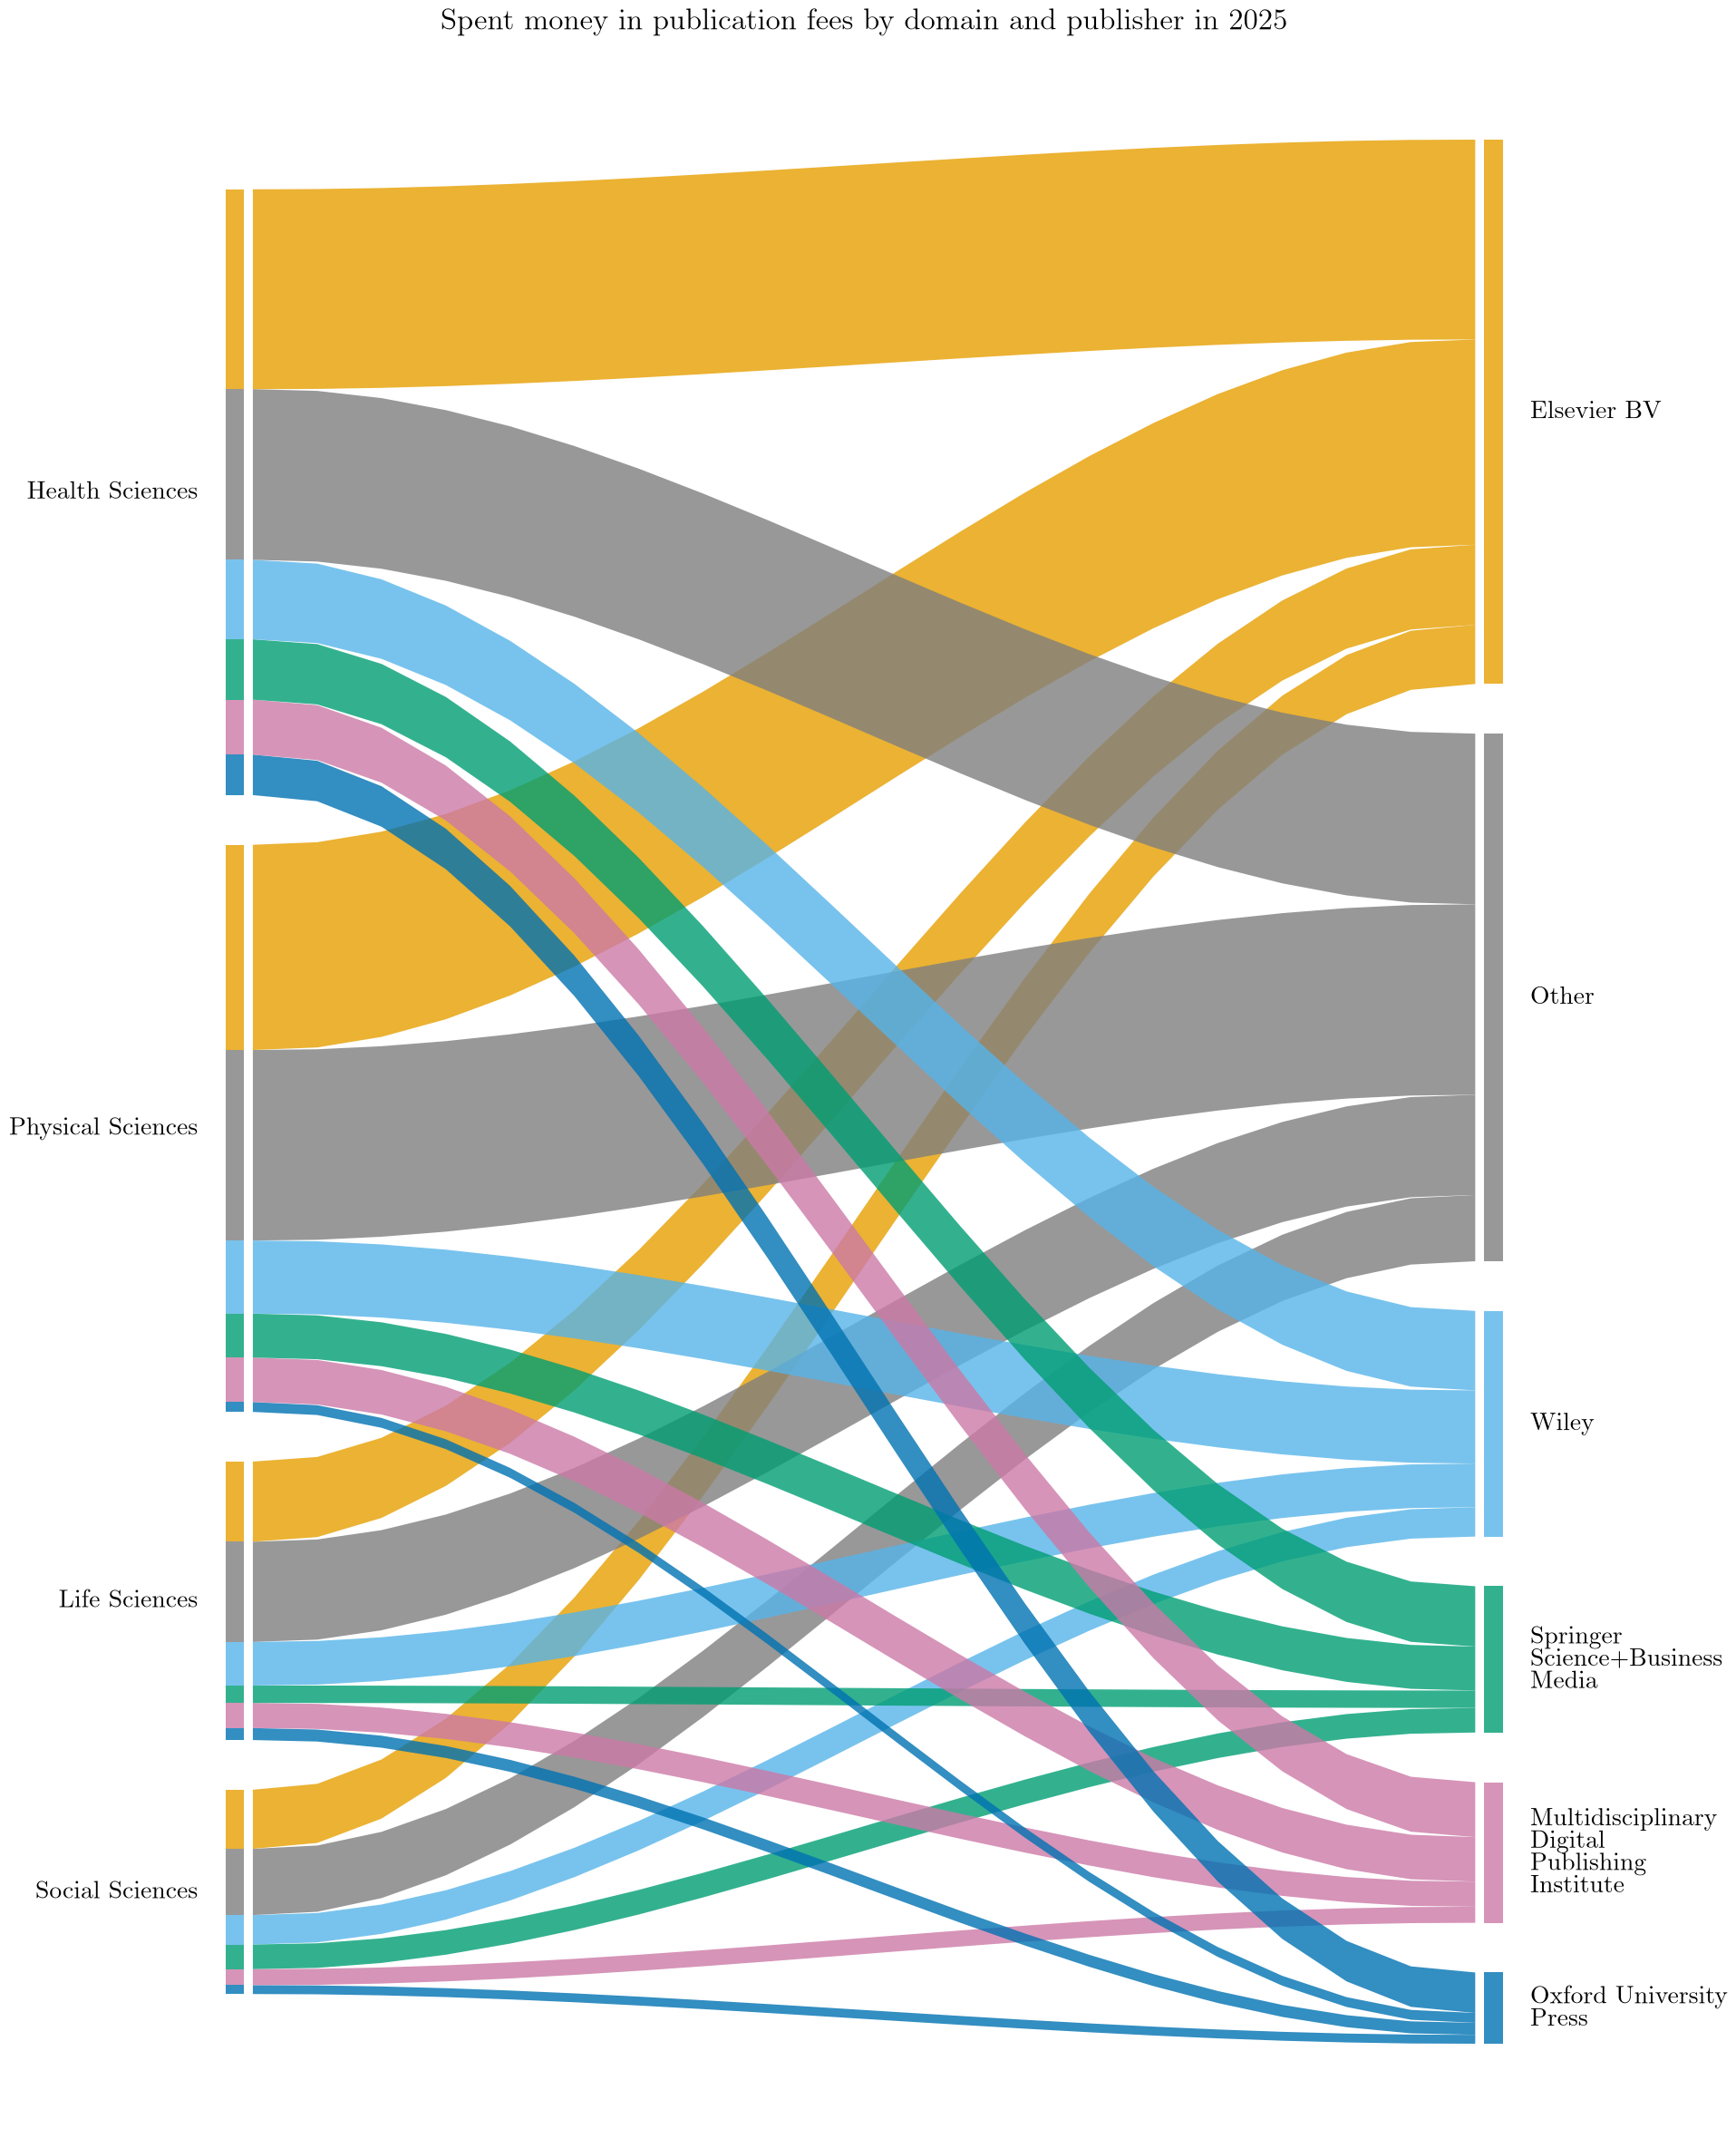 Spent money in publication fees by domain and publisher in 2025
Health Sciences
Physical Sciences
Life Sciences
Social Sciences
Elsevier BV
Other
Wiley
Springer
Science+Business
Media
Multidisciplinary
Digital
Publishing
Institute
Oxford University
Press